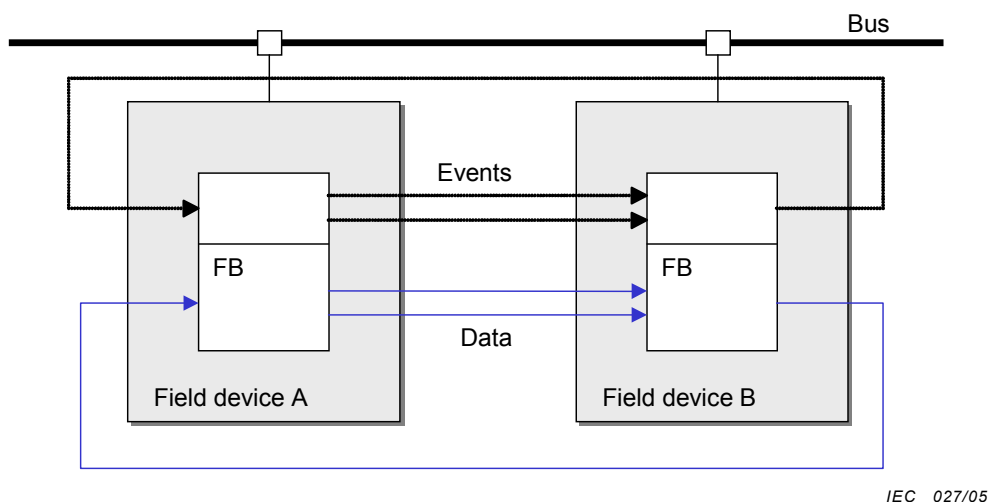 Bus
Events
FB
FB
Data
Field device A
Field device B
IEC 027/05